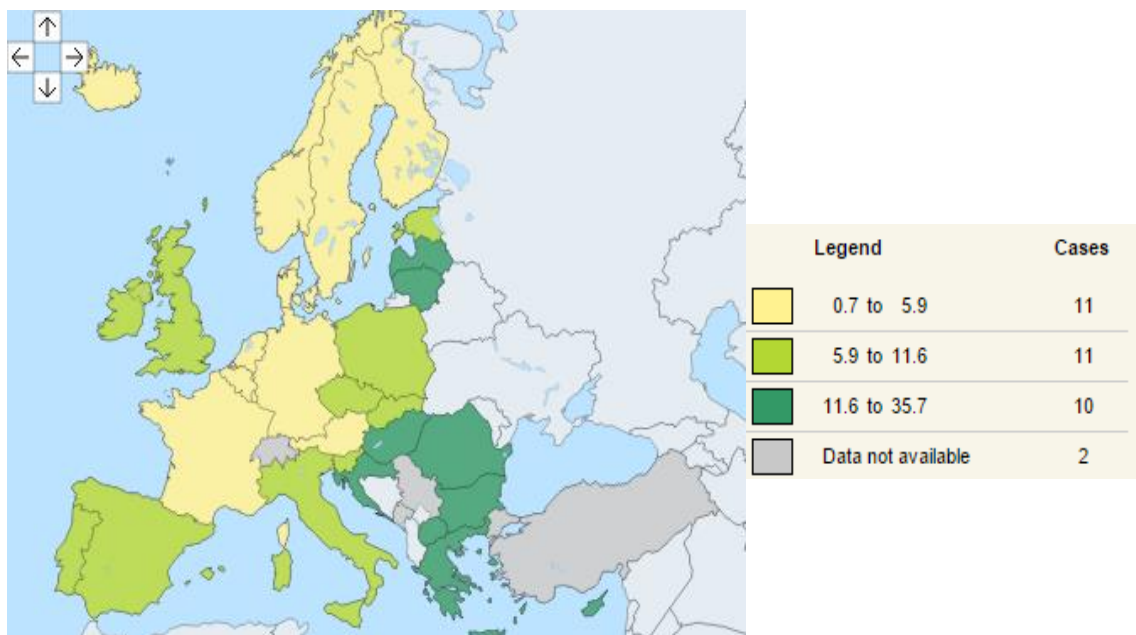 Legend Cases
0.7 to 5.9 11
5.9 to 11.6 11
11.6 to 35.7 10
Data not available 2